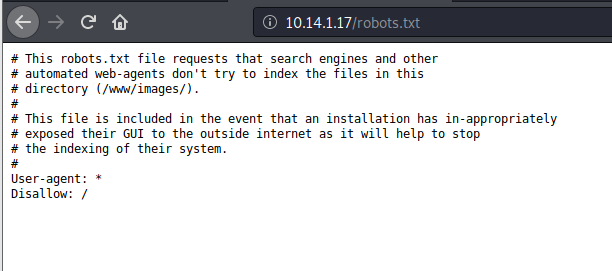 10.14.1.17/robots.txt
# This robots.txt file requests that search engines and other
# automated web-agents don't try to index the files in this
# directory (/www/images/).
#
# This file is included in the event that an installation has in-appropriately
# exposed their GUI to the outside internet as it will help to stop
# the indexing of their system.
#
User-agent: *
Disallow: /